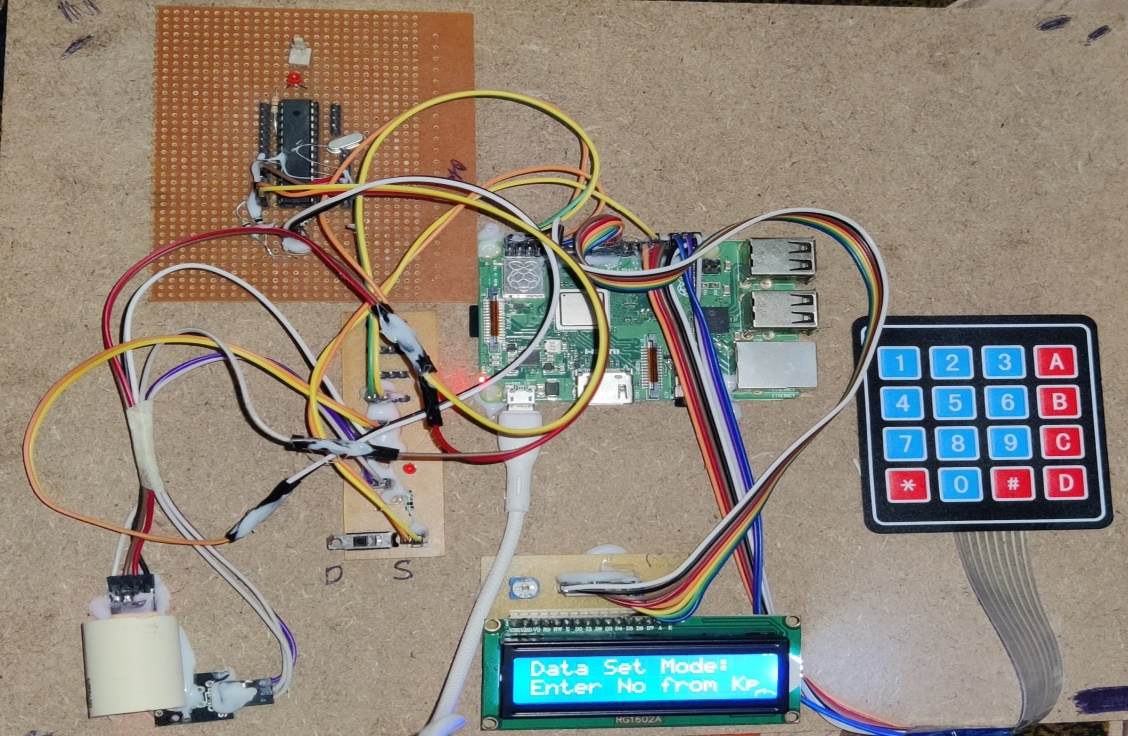 1 2 3 A
4 5 6 B
7 8 9 C
* 0 # D
D S
Data Set Mode:
Enter No from Kp
RG1602A